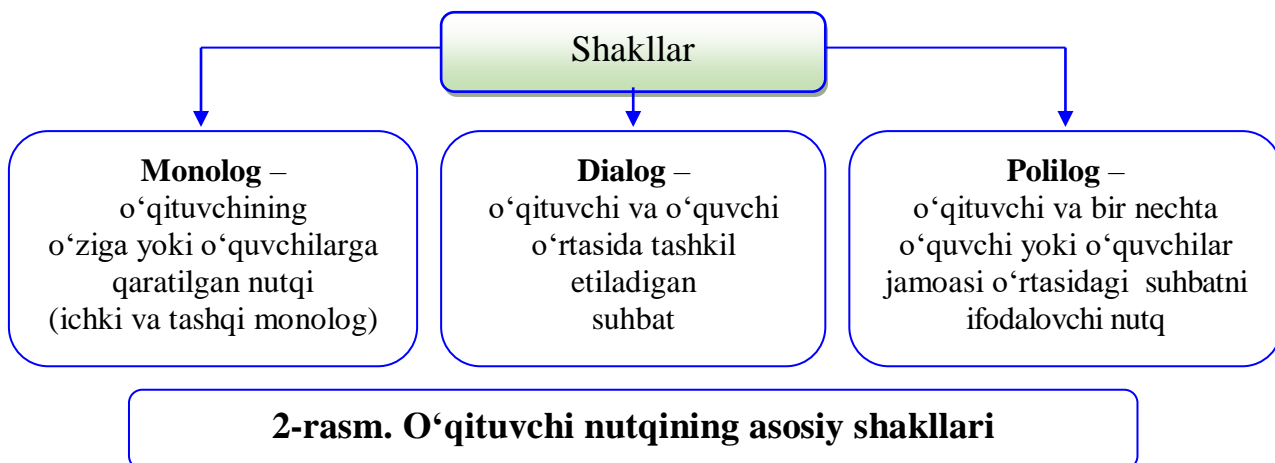 Shakllar
Monolog –
o‘qituvchining
o‘ziga yoki o‘quvchilarga
qaratilgan nutqi
(ichki va tashqi monolog)
Dialog –
o‘qituvchi va o‘quvchi
o‘rtasida tashkil
etiladigan
suhbat
Polilog –
o‘qituvchi va bir nechta
o‘quvchi yoki o‘quvchilar
jamoasi o‘rtasidagi suhbatni
ifodalovchi nutq
2-rasm. O‘qituvchi nutqining asosiy shakllari